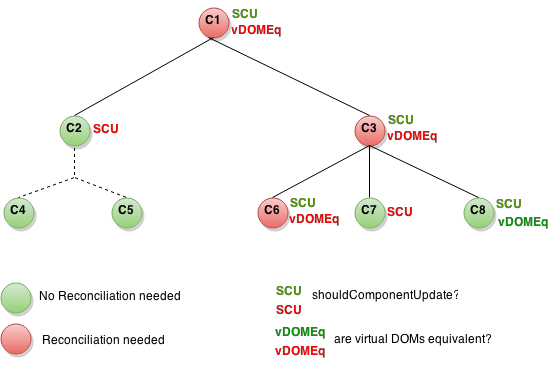 C1 SCU
vDOMEq
C2 SCU
C3 SCU
vDOMEq
C4
C5
C6 SCU
vDOMEq
C7 SCU
C8 SCU
vDOMEq
No Reconciliation needed
Reconciliation needed
SCU
SCU
shouldComponentUpdate?
vDOMEq
vDOMEq
are virtual DOMs equivalent?